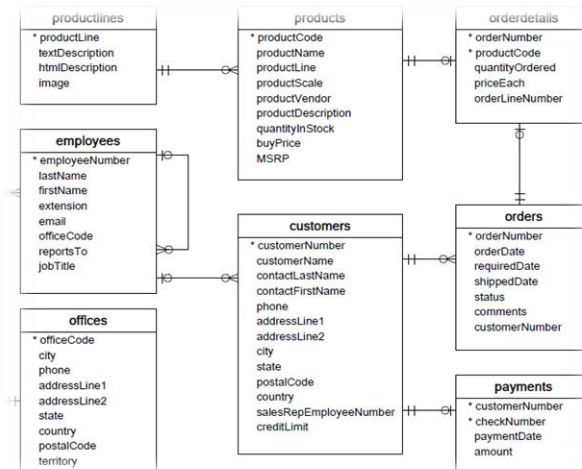 productlines
* productLine
textDescription
htmlDescription
image
products
* productCode
productName
productLine
productScale
productVendor
productDescription
quantityInStock
buyPrice
MSRP
orderdetails
* orderNumber
* productCode
quantityOrdered
priceEach
orderLineNumber
employees
* employeeNumber
lastName
firstName
extension
email
officeCode
reportsTo
jobTitle
customers
* customerNumber
customerName
contactLastName
contactFirstName
phone
addressLine1
addressLine2
city
state
postalCode
country
salesRepEmployeeNumber
creditLimit
orders
* orderNumber
orderDate
requiredDate
shippedDate
status
comments
customerNumber
offices
* officeCode
city
phone
addressLine1
addressLine2
state
country
postalCode
territory
payments
* customerNumber
* checkNumber
paymentDate
amount